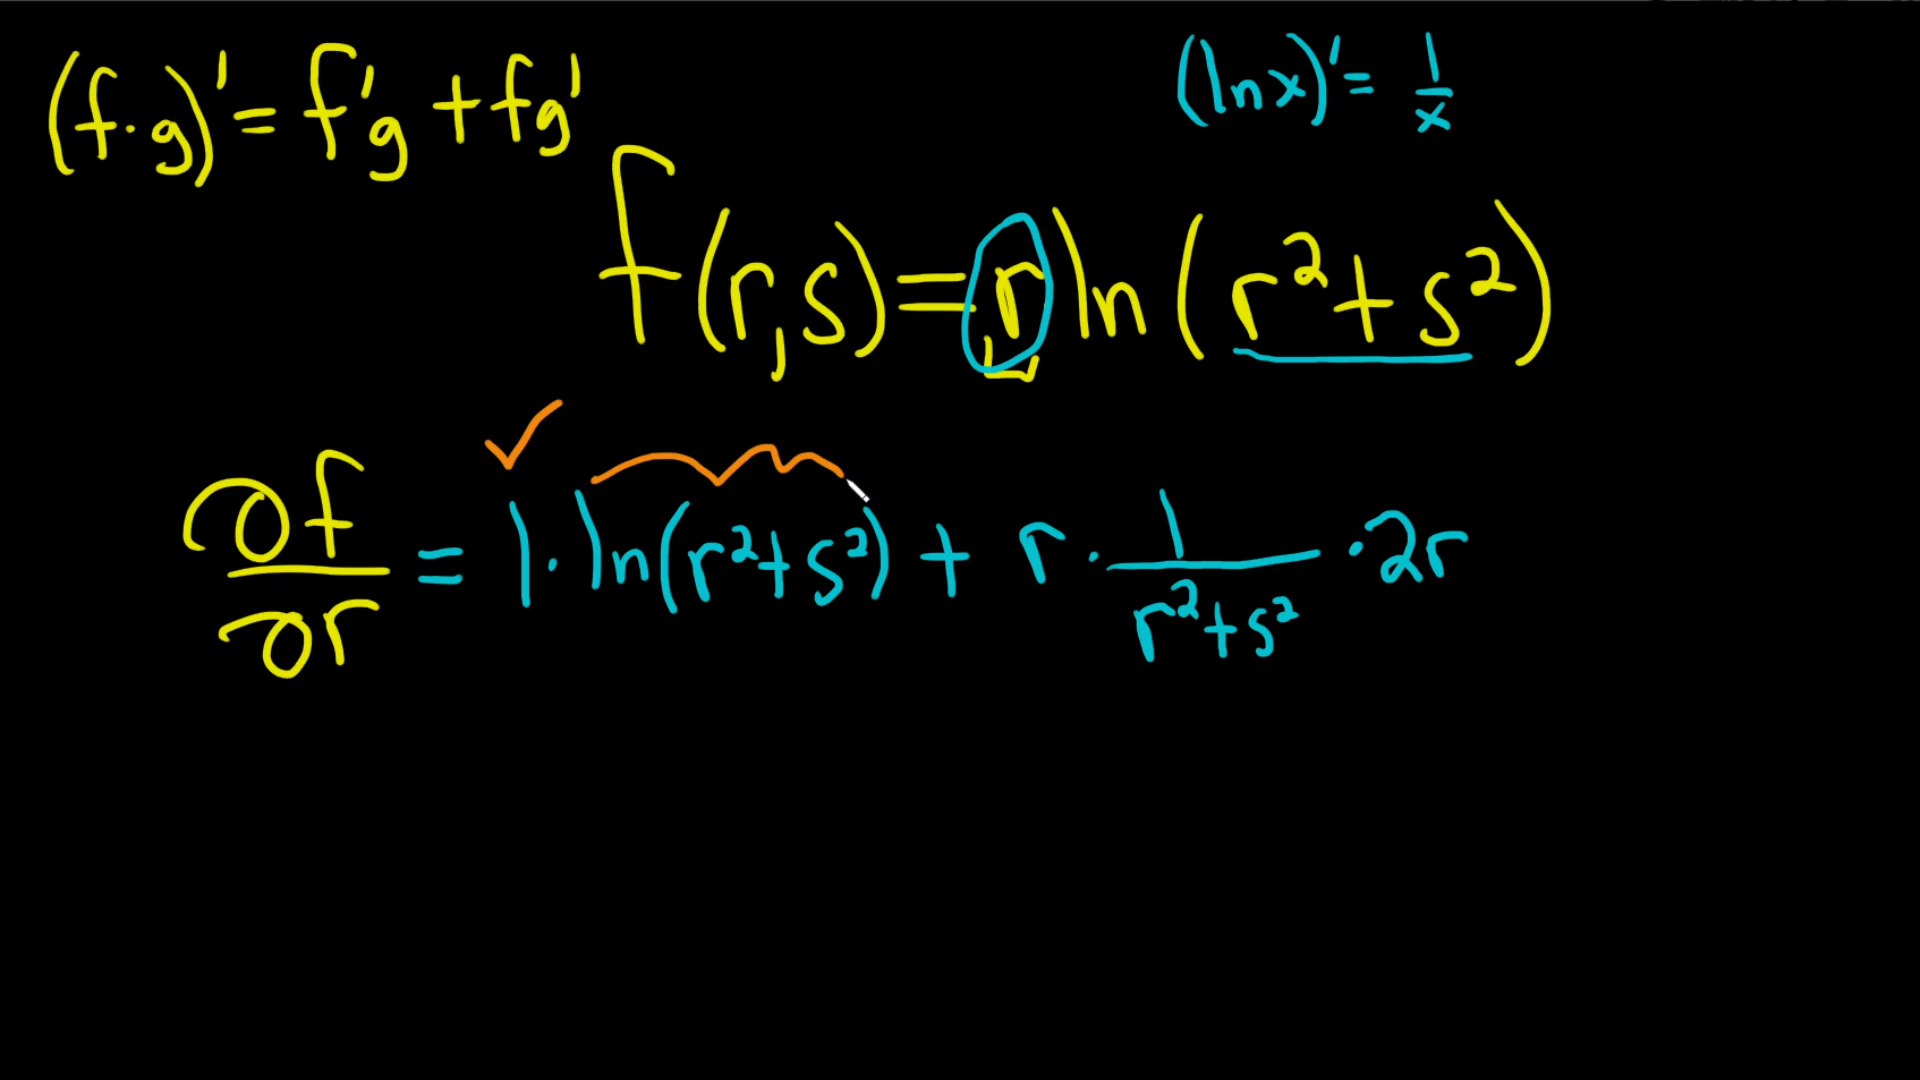 (f·g)' = f'g + fg'
(ln x)' = 1/x
f(r,s) = r ln(r²+s²)
∂f/∂r = 1·ln(r²+s²) + r · 1/(r²+s²) · 2r